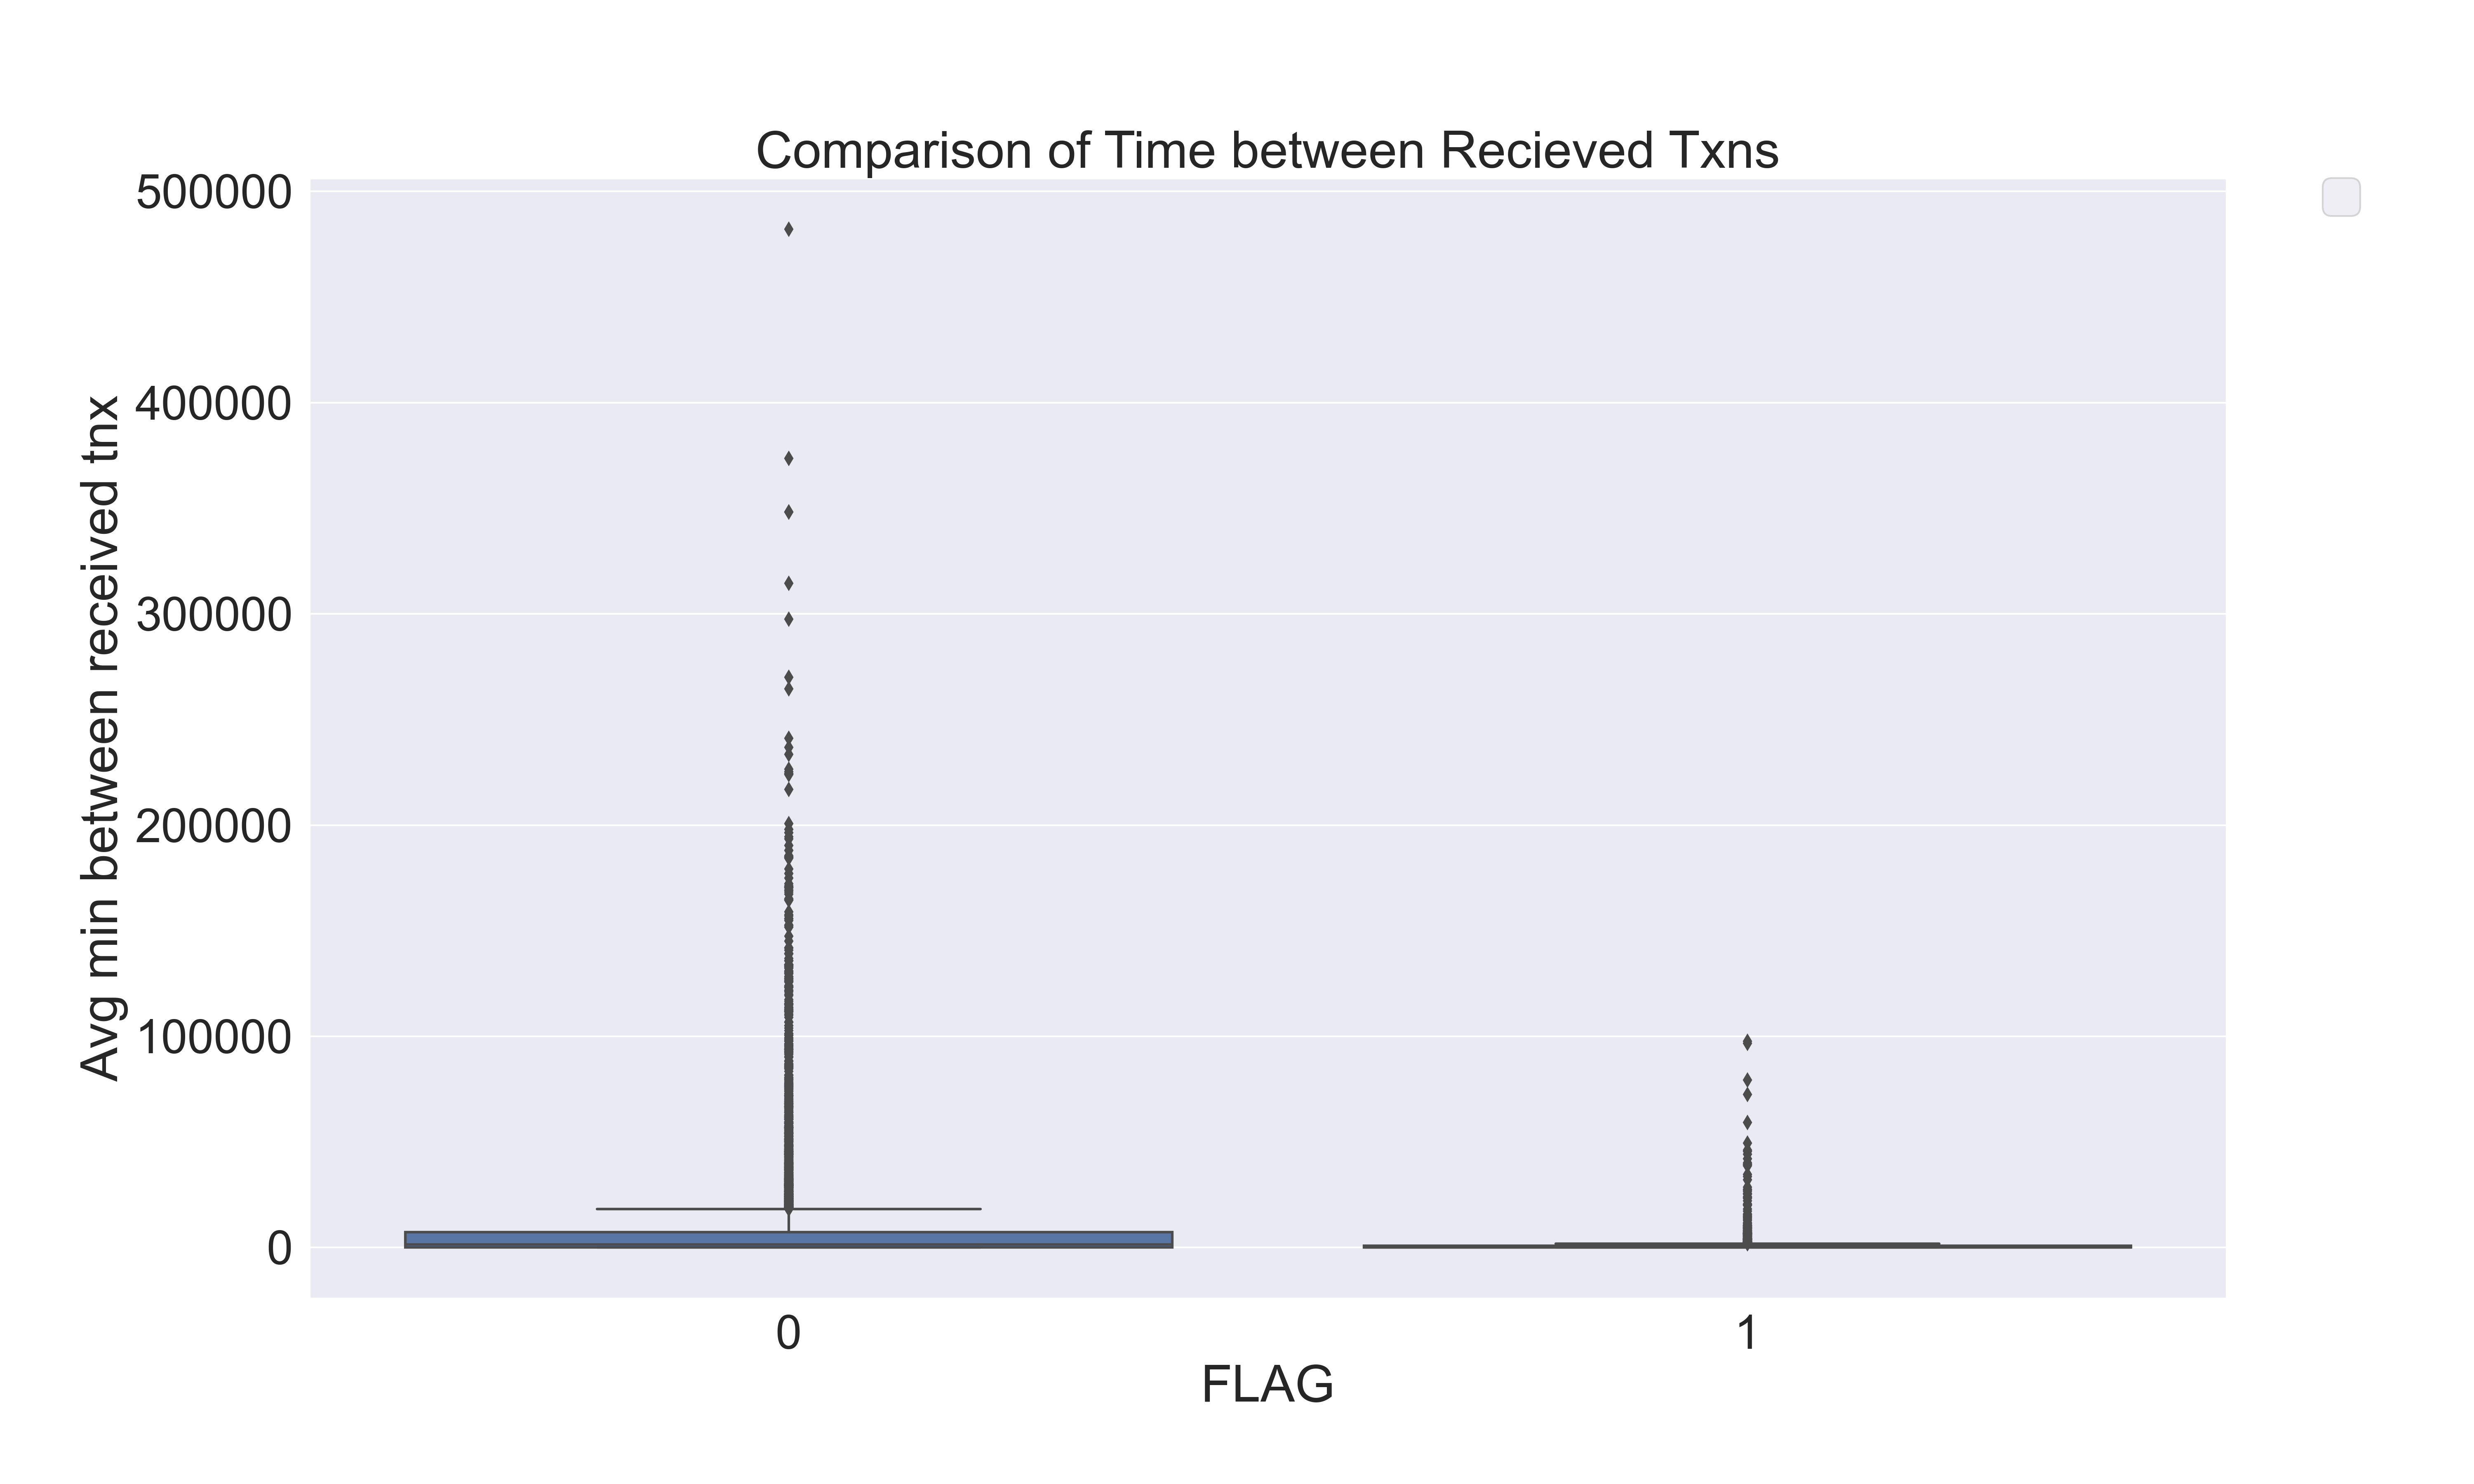 Comparison of Time between Recieved Txns
500000
400000
300000
200000
100000
0
Avg min between received tnx
0
1
FLAG